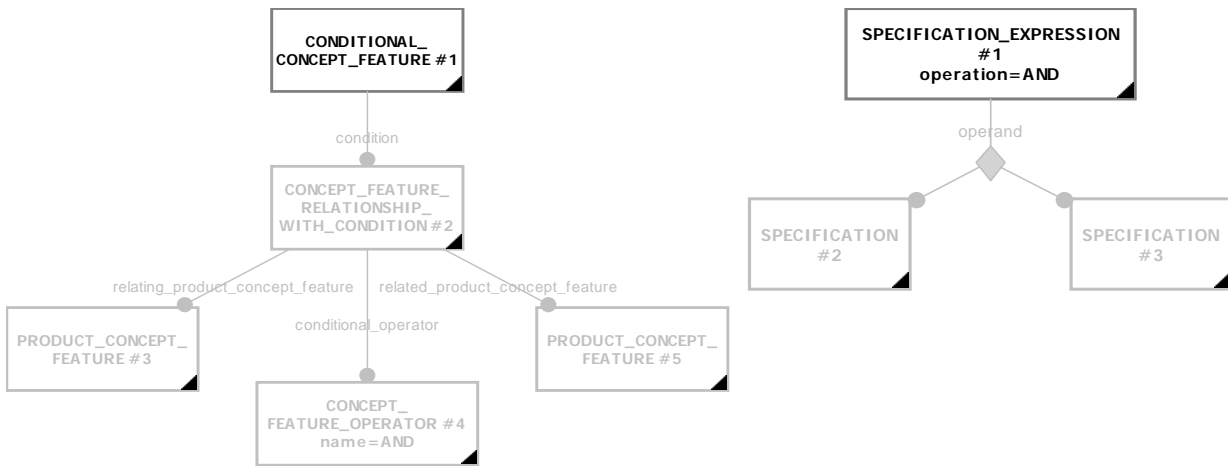 CONDITIONAL_
CONCEPT_FEATURE #1
condition
CONCEPT_FEATURE_
RELATIONSHIP_
WITH_CONDITION #2
relating_product_concept_feature
related_product_concept_feature
conditional_operator
PRODUCT_CONCEPT_
FEATURE #3
PRODUCT_CONCEPT_
FEATURE #5
CONCEPT_
FEATURE_OPERATOR #4
name=AND
SPECIFICATION_EXPRESSION
#1
operation=AND
operand
SPECIFICATION
#2
SPECIFICATION
#3